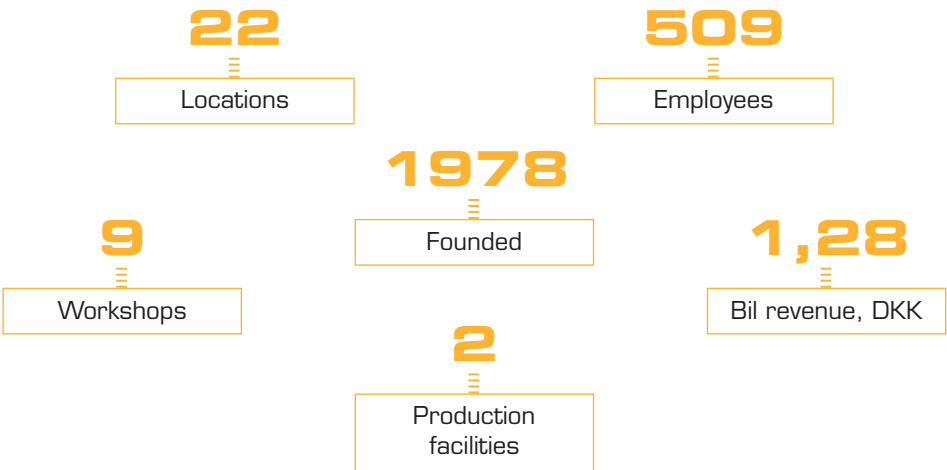 22
Locations
509
Employees
1978
Founded
9
Workshops
1,28
Bil revenue, DKK
2
Production
facilities